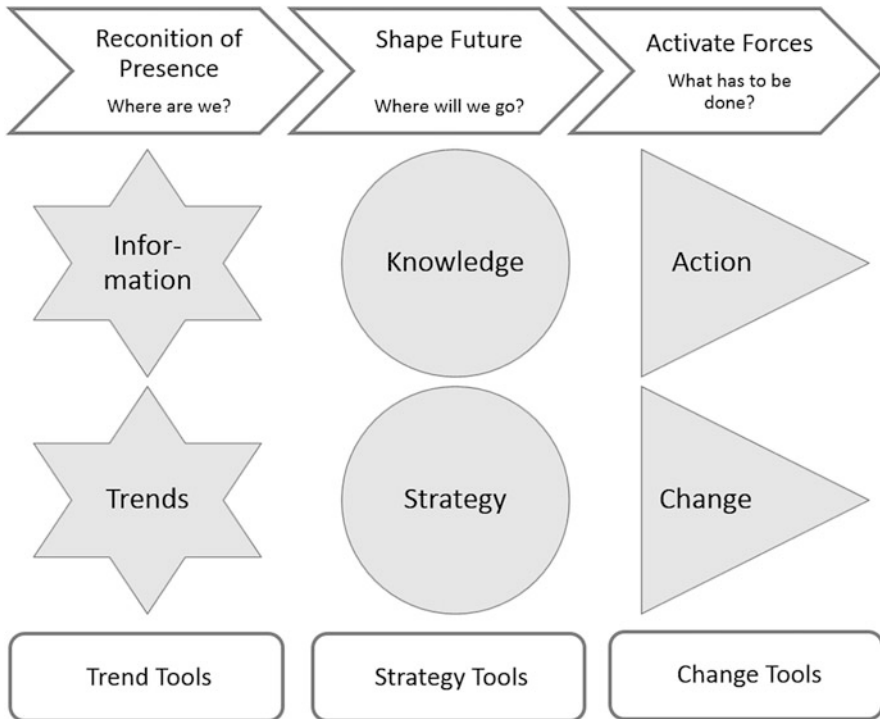 Reconition of
Presence
Where are we?
Shape Future
Where will we go?
Activate Forces
What has to be
done?
Infor-
mation
Knowledge
Action
Trends
Strategy
Change
Trend Tools
Strategy Tools
Change Tools